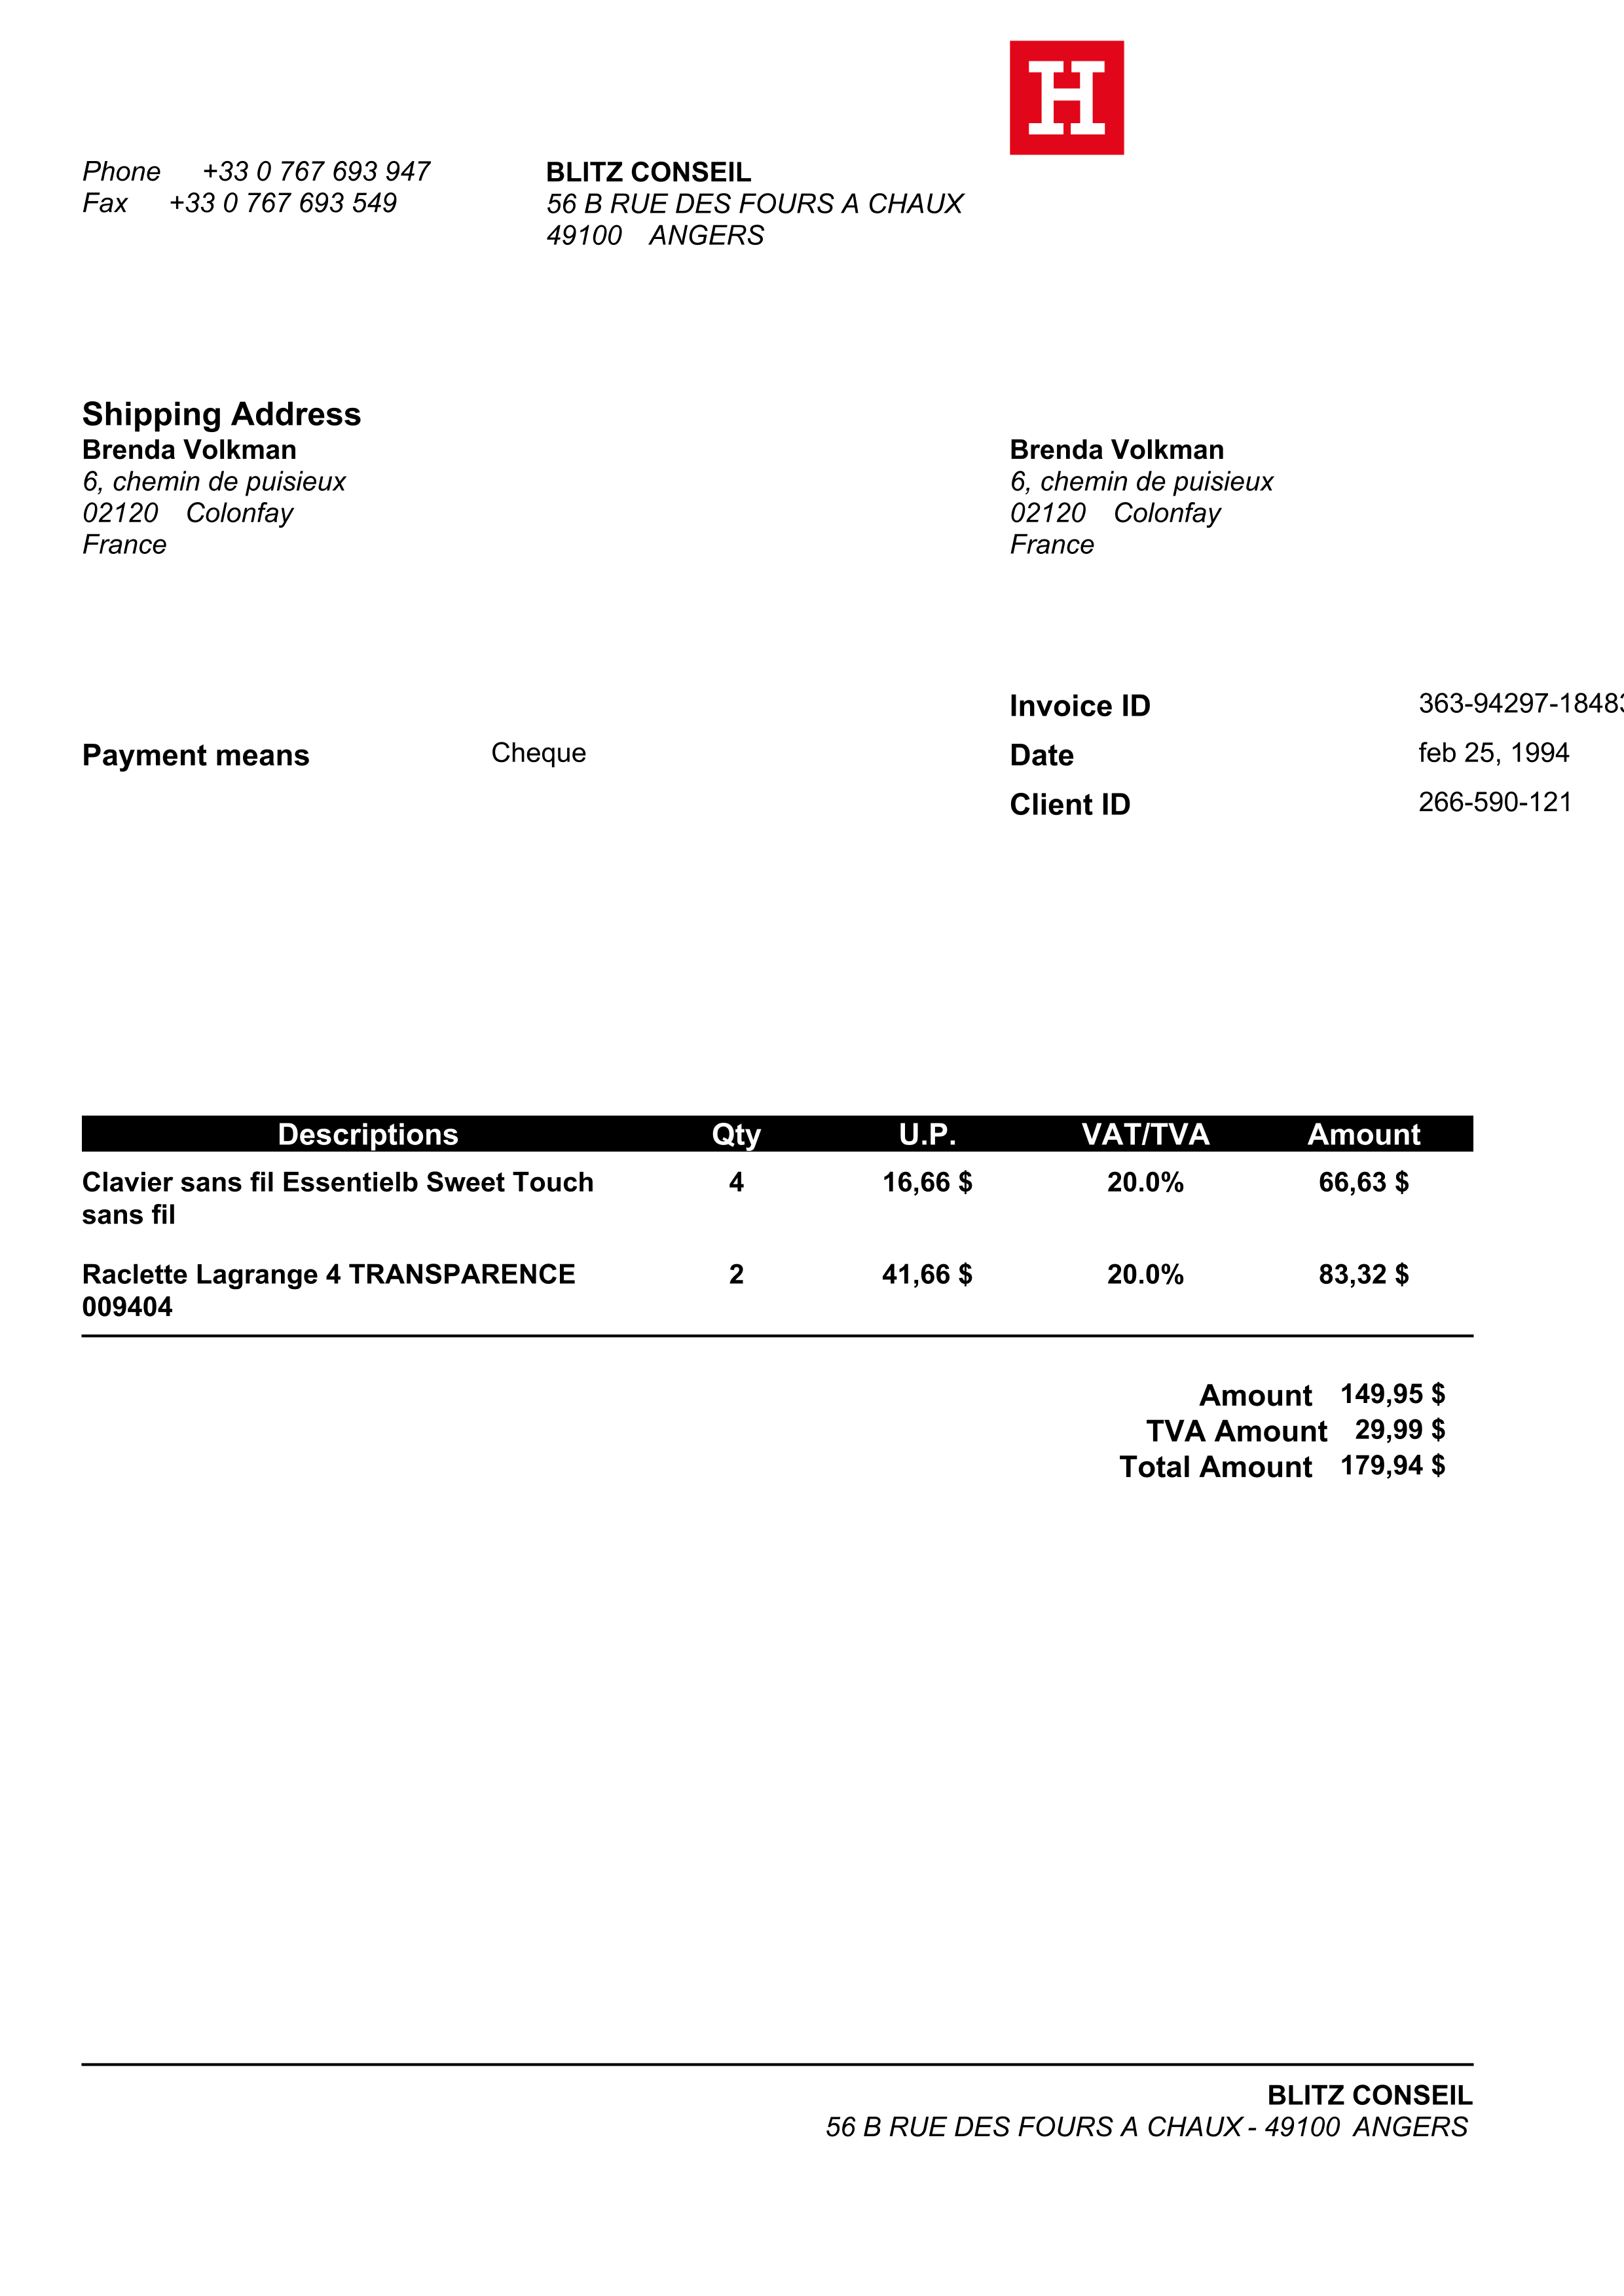 H
Phone +33 0 767 693 947
Fax +33 0 767 693 549
BLITZ CONSEIL
56 B RUE DES FOURS A CHAUX
49100 ANGERS
Shipping Address
Brenda Volkman
6, chemin de puisieux
02120 Colonfay
France
Brenda Volkman
6, chemin de puisieux
02120 Colonfay
France
Invoice ID 363-94297-18483
Payment means Cheque
Date feb 25, 1994
Client ID 266-590-121
Descriptions Qty U.P. VAT/TVA Amount
Clavier sans fil Essentielb Sweet Touch 4 16,66 $ 20.0% 66,63 $
sans fil
Raclette Lagrange 4 TRANSPARENCE 2 41,66 $ 20.0% 83,32 $
009404
Amount 149,95 $
TVA Amount 29,99 $
Total Amount 179,94 $
BLITZ CONSEIL
56 B RUE DES FOURS A CHAUX - 49100 ANGERS